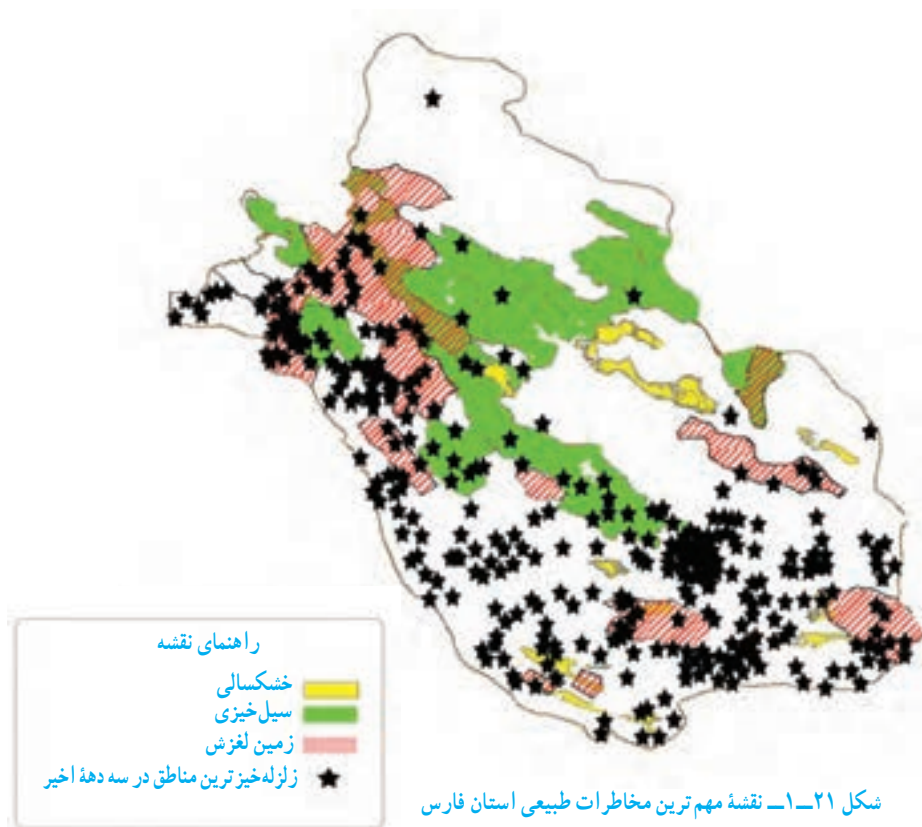 راهنمای نقشه
خشکسالی
سیل‌خیزی
زمین لغزش
زلزله‌خیزترین مناطق در سه دههٔ اخیر
شکل ۲۱ــ۱ــ نقشهٔ مهم‌ترین مخاطرات طبیعی استان فارس